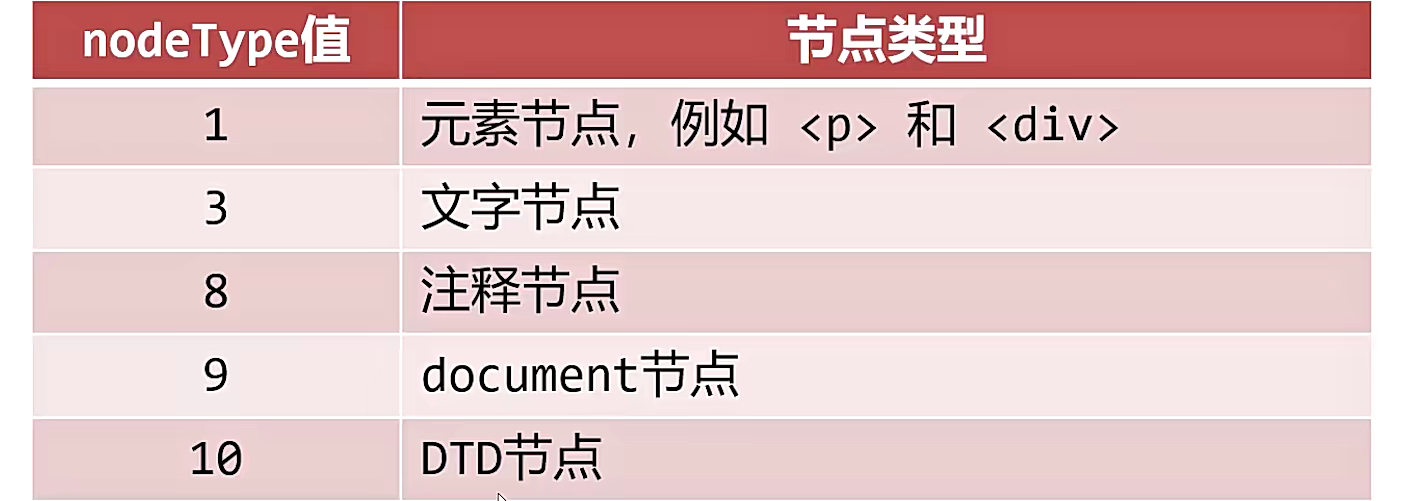 nodeType值 节点类型
1 元素节点，例如 <p> 和 <div>
3 文字节点
8 注释节点
9 document节点
10 DTD节点